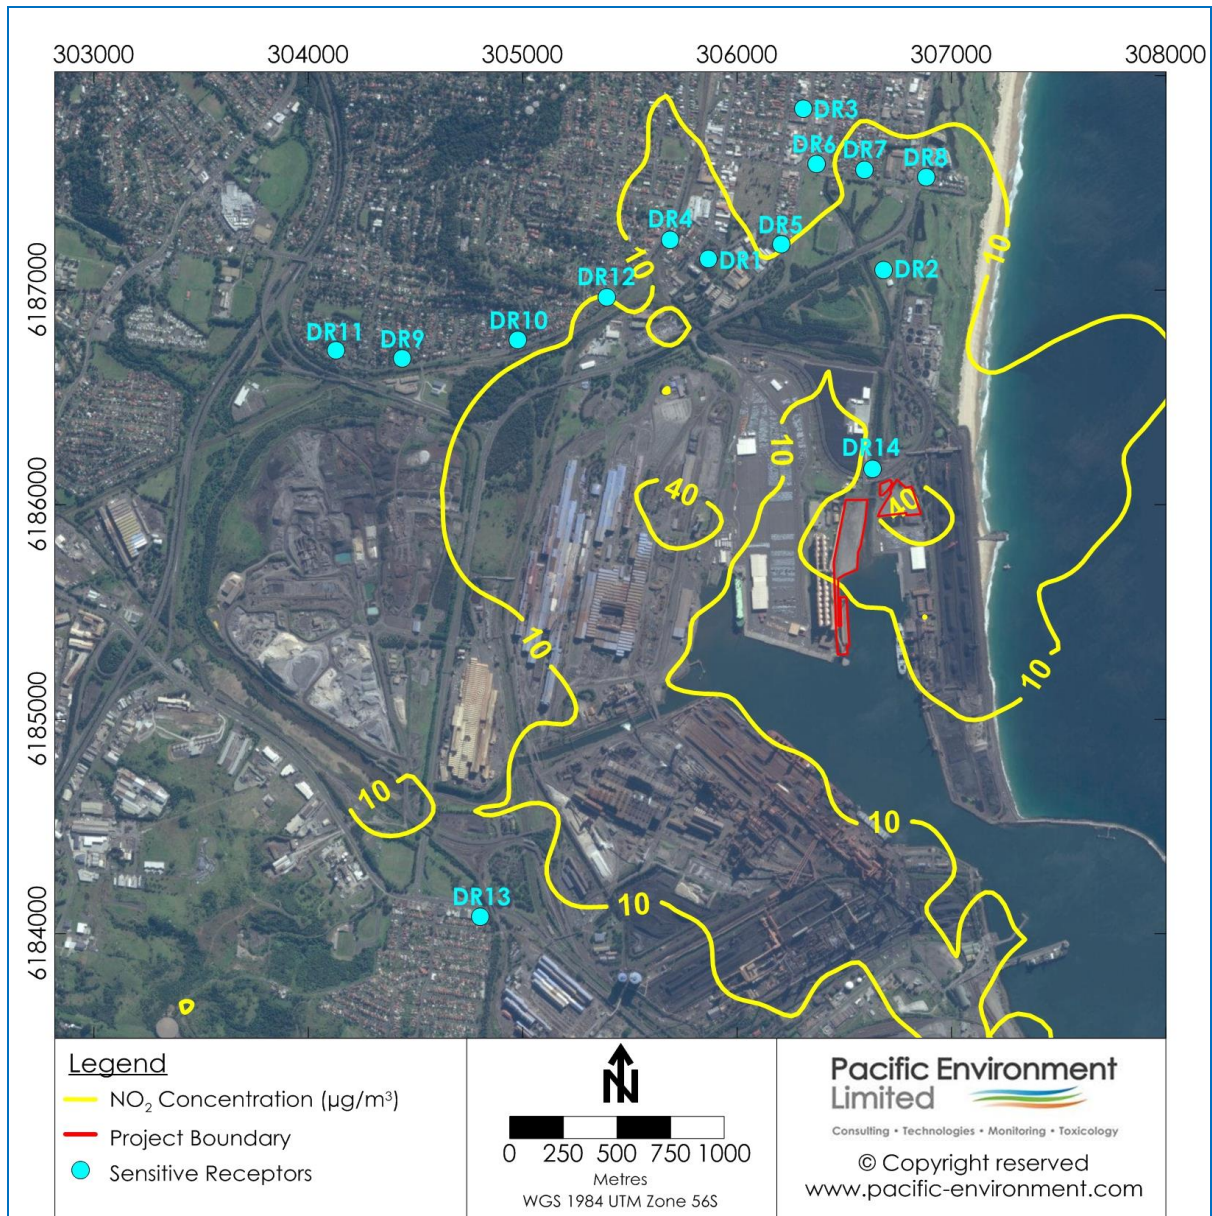 303000 304000 305000 306000 307000 308000
6187000
6186000
6185000
6184000
DR3
DR6 DR7 DR8
DR4 DR5
DR1
10
DR2
10
DR12
DR10
DR11 DR9
10
DR14
40
40
10
10
10
10
DR13
10
Legend
NO₂ Concentration (µg/m³)
Project Boundary
Sensitive Receptors
N
0 250 500 750 1000
Metres
WGS 1984 UTM Zone 56S
Pacific Environment
Limited
Consulting • Technologies • Monitoring • Toxicology
© Copyright reserved
www.pacific-environment.com